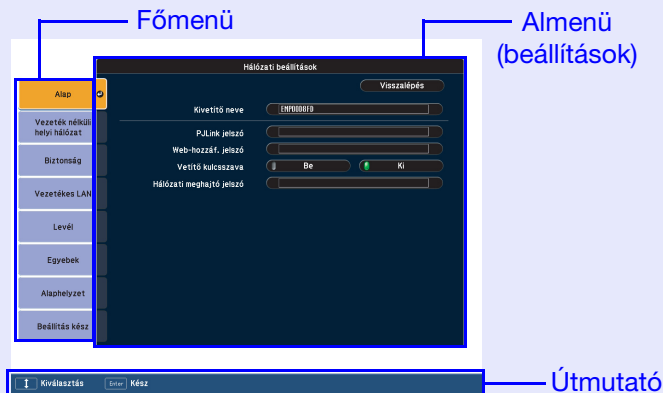 Főmenü
Almenü
(beállítások)
Hálózati beállítások
Visszalépés
Alap
Vezeték nélküli
helyi hálózat
Biztonság
Vezetékes LAN
Levél
Egyebek
Alaphelyzet
Beállítás kész
Kivetítő neve
EMPDDD8FD
PJLink jelszó
Web-hozzáf. jelszó
Vetítő kulcsszava
Be
Ki
Hálózati meghajtó jelszó
Kiválasztás
Enter
Kész
Útmutató